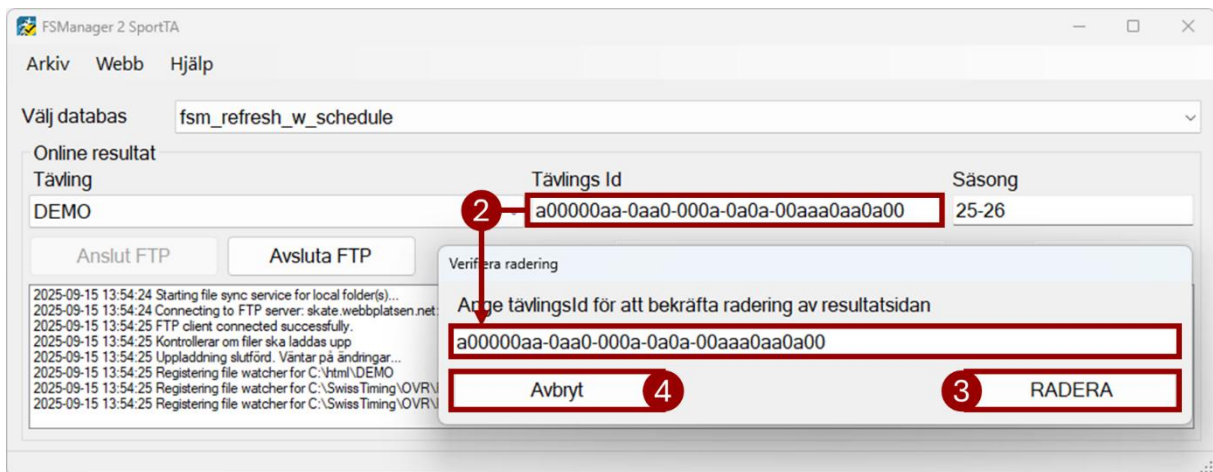 FSManager 2 SportTA
Arkiv Webb Hjälp
Välj databas fsm_refresh_w_schedule
Online resultat
Tävling Tävlings Id Säsong
DEMO 2 a00000aa-0aa0-000a-0a0a-00aaa0aa0a00 25-26
Anslut FTP Avsluta FTP
2025-09-15 13:54:24 Starting file sync service for local folder(s)...
2025-09-15 13:54:24 Connecting to FTP server: skate.webbplatsen.net:
2025-09-15 13:54:25 FTP client connected successfully.
2025-09-15 13:54:25 Kontrollerar om filer ska laddas upp
2025-09-15 13:54:25 Uppladdning slutförd. Väntar på ändringar...
2025-09-15 13:54:25 Registering file watcher for C:\html\DEMO
2025-09-15 13:54:25 Registering file watcher for C:\SwissTiming\OVR\
2025-09-15 13:54:25 Registering file watcher for C:\SwissTiming\OVR\
Verifiera radering
Ange tävlingsId för att bekräfta radering av resultatsidan
a00000aa-0aa0-000a-0a0a-00aaa0aa0a00
Avbryt 4 3 RADERA